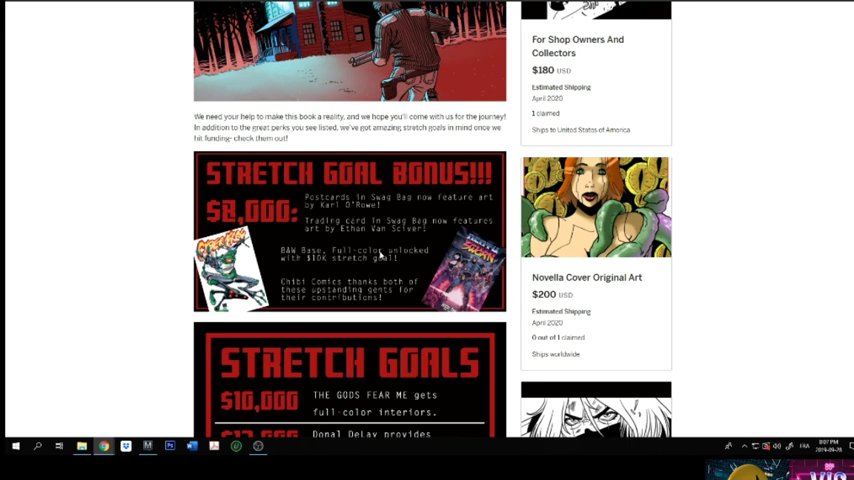 We need your help to make this book a reality, and we hope you'll come with us for the journey!
In addition to the great perks you see listed, we've got amazing stretch goals in mind once we
hit funding- check them out!
STRETCH GOAL BONUS!!!
$8,000:
Postcards in Swag Bag now feature art
by Karl O'Rowe!
Trading card in Swag Bag now features
art by Ethan Van Sciver!
B&W Base, Full-color unlocked
with $10K stretch goal!
Chibi Comics thanks both of
these upstanding gents for
their contributions!
STRETCH GOALS
$10,000
THE GODS FEAR ME gets
full-color interiors.
Donal DeLay provides
For Shop Owners And
Collectors
$180 USD
Estimated Shipping
April 2020
1 claimed
Ships to United States of America
Novella Cover Original Art
$200 USD
Estimated Shipping
April 2020
0 out of 1 claimed
Ships worldwide
FRA
8:07 PM
2019-09-28